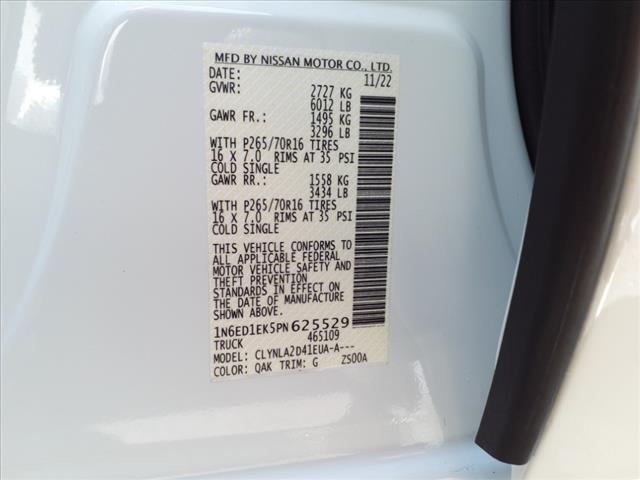 MFD BY NISSAN MOTOR CO., LTD.
DATE: 11/22
GVWR: 2727 KG
6012 LB
GAWR FR.: 1495 KG
3296 LB
WITH P265/70R16 TIRES
16 X 7.0 RIMS AT 35 PSI
COLD SINGLE
GAWR RR.: 1558 KG
3434 LB
WITH P265/70R16 TIRES
16 X 7.0 RIMS AT 35 PSI
COLD SINGLE
THIS VEHICLE CONFORMS TO
ALL APPLICABLE FEDERAL
MOTOR VEHICLE SAFETY AND
THEFT PREVENTION
STANDARDS IN EFFECT ON
THE DATE OF MANUFACTURE
SHOWN ABOVE.
1N6ED1EK5PN625529
TRUCK 465109
MODEL: CLYNLA2D41EUA-A---
COLOR: QAK TRIM: G ZS00A